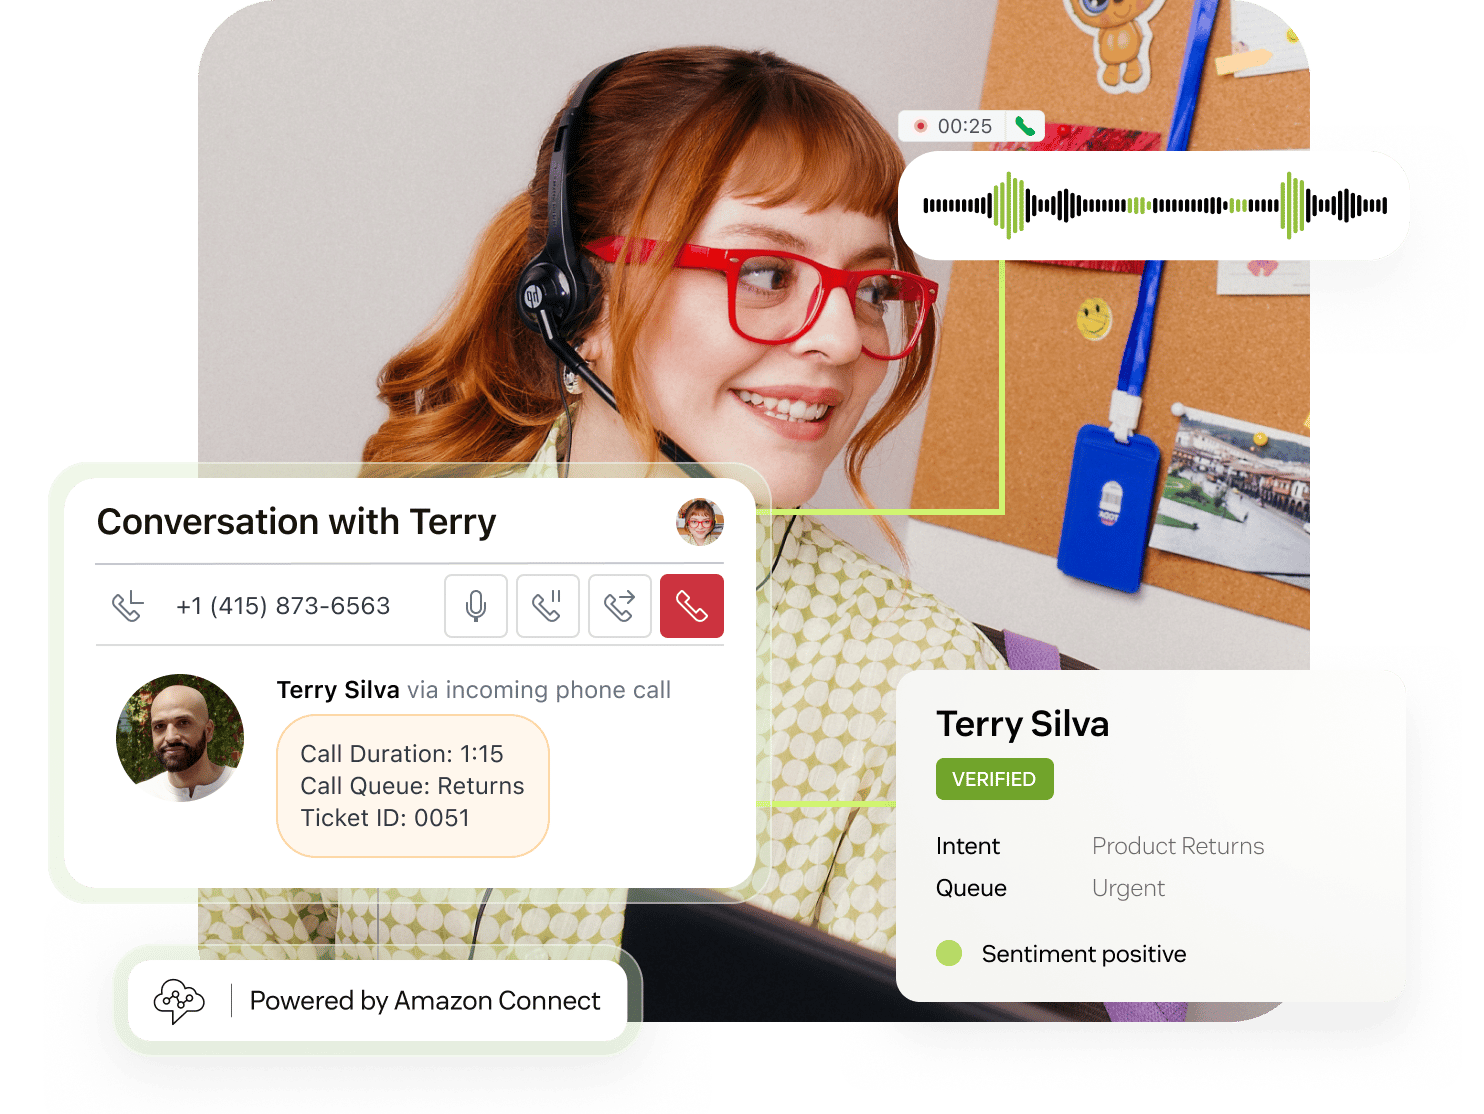 00:25
Conversation with Terry
+1 (415) 873-6563
Terry Silva via incoming phone call
Call Duration: 1:15
Call Queue: Returns
Ticket ID: 0051
Terry Silva
VERIFIED
Intent Product Returns
Queue Urgent
Sentiment positive
Powered by Amazon Connect